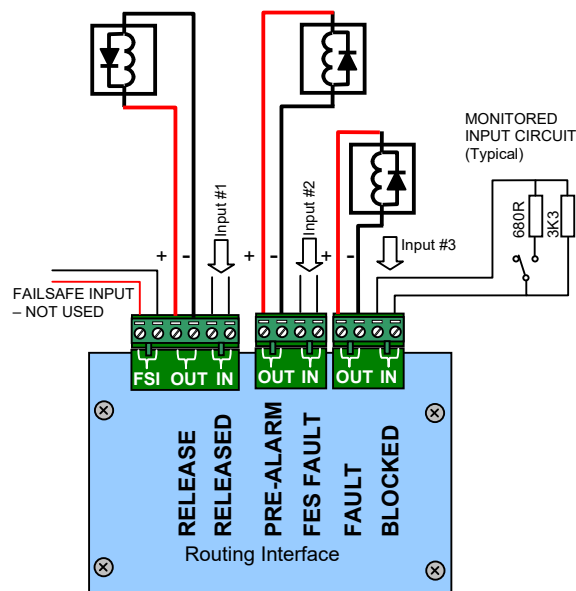 MONITORED
INPUT CIRCUIT
(Typical)
680R
3K3
Input #1
Input #2
Input #3
+ -
+ -
+ -
FAILSAFE INPUT
– NOT USED
FSI OUT IN
OUT IN
OUT IN
RELEASE
RELEASED
PRE-ALARM
FES FAULT
FAULT
BLOCKED
Routing Interface